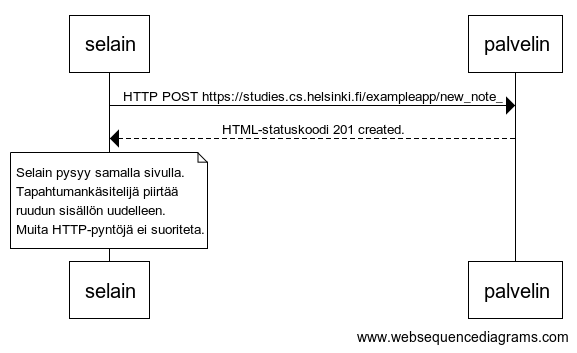 selain
palvelin
HTTP POST https://studies.cs.helsinki.fi/exampleapp/new_note_
HTML-statuskoodi 201 created.
Selain pysyy samalla sivulla.
Tapahtumankäsitelijä piirtää
ruudun sisällön uudelleen.
Muita HTTP-pyntöjä ei suoriteta.
selain
palvelin
www.websequencediagrams.com